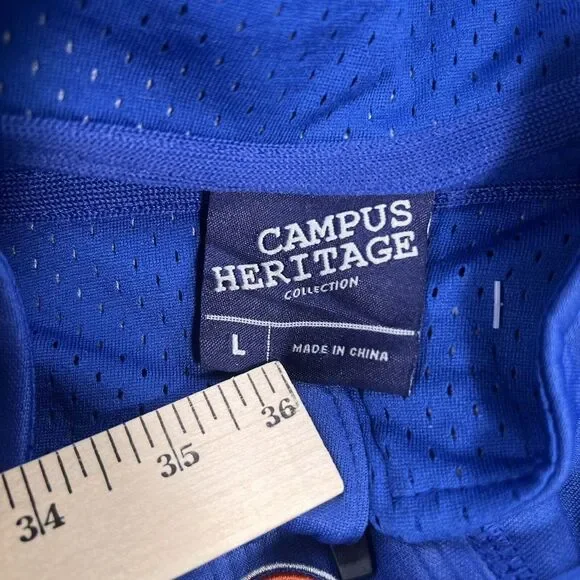 CAMPUS
HERITAGE
COLLECTION
L
MADE IN CHINA
34 35 36